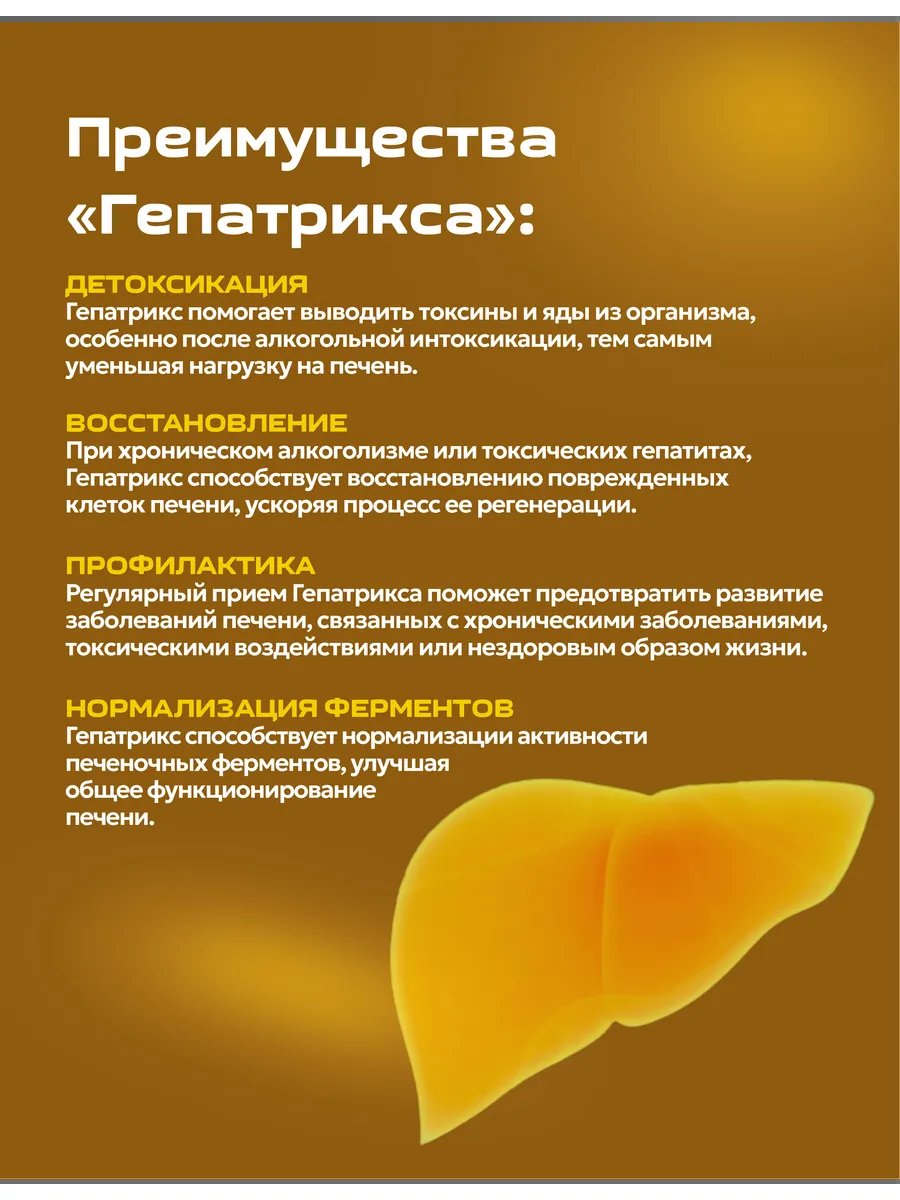 Преимущества
«Гепатрикса»:
ДЕТОКСИКАЦИЯ
Гепатрикс помогает выводить токсины и яды из организма,
особенно после алкогольной интоксикации, тем самым
уменьшая нагрузку на печень.
ВОССТАНОВЛЕНИЕ
При хроническом алкоголизме или токсических гепатитах,
Гепатрикс способствует восстановлению поврежденных
клеток печени, ускоряя процесс ее регенерации.
ПРОФИЛАКТИКА
Регулярный прием Гепатрикса поможет предотвратить развитие
заболеваний печени, связанных с хроническими заболеваниями,
токсическими воздействиями или нездоровым образом жизни.
НОРМАЛИЗАЦИЯ ФЕРМЕНТОВ
Гепатрикс способствует нормализации активности
печеночных ферментов, улучшая
общее функционирование
печени.